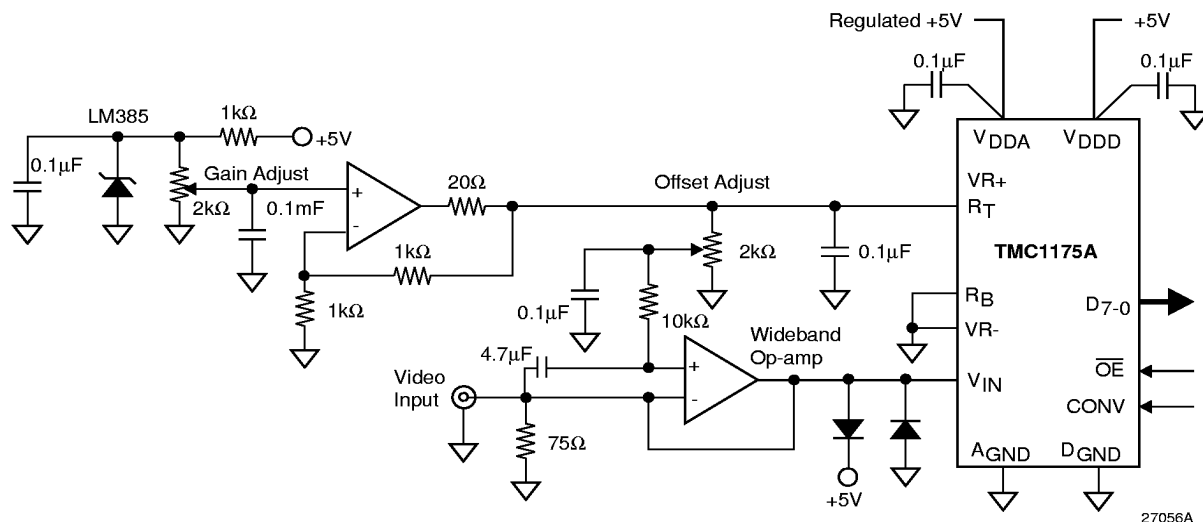 Regulated +5V
+5V
0.1µF
0.1µF
LM385
1kΩ
+5V
0.1µF
Gain Adjust
2kΩ
0.1mF
+
-
20Ω
1kΩ
1kΩ
Offset Adjust
2kΩ
0.1µF
0.1µF
10kΩ
Wideband
Op-amp
4.7µF
Video
Input
75Ω
+
-
+5V
VDDA
VDDD
VR+
RT
TMC1175A
RB
VR-
D7-0
VIN
OE
CONV
AGND
DGND
27056A